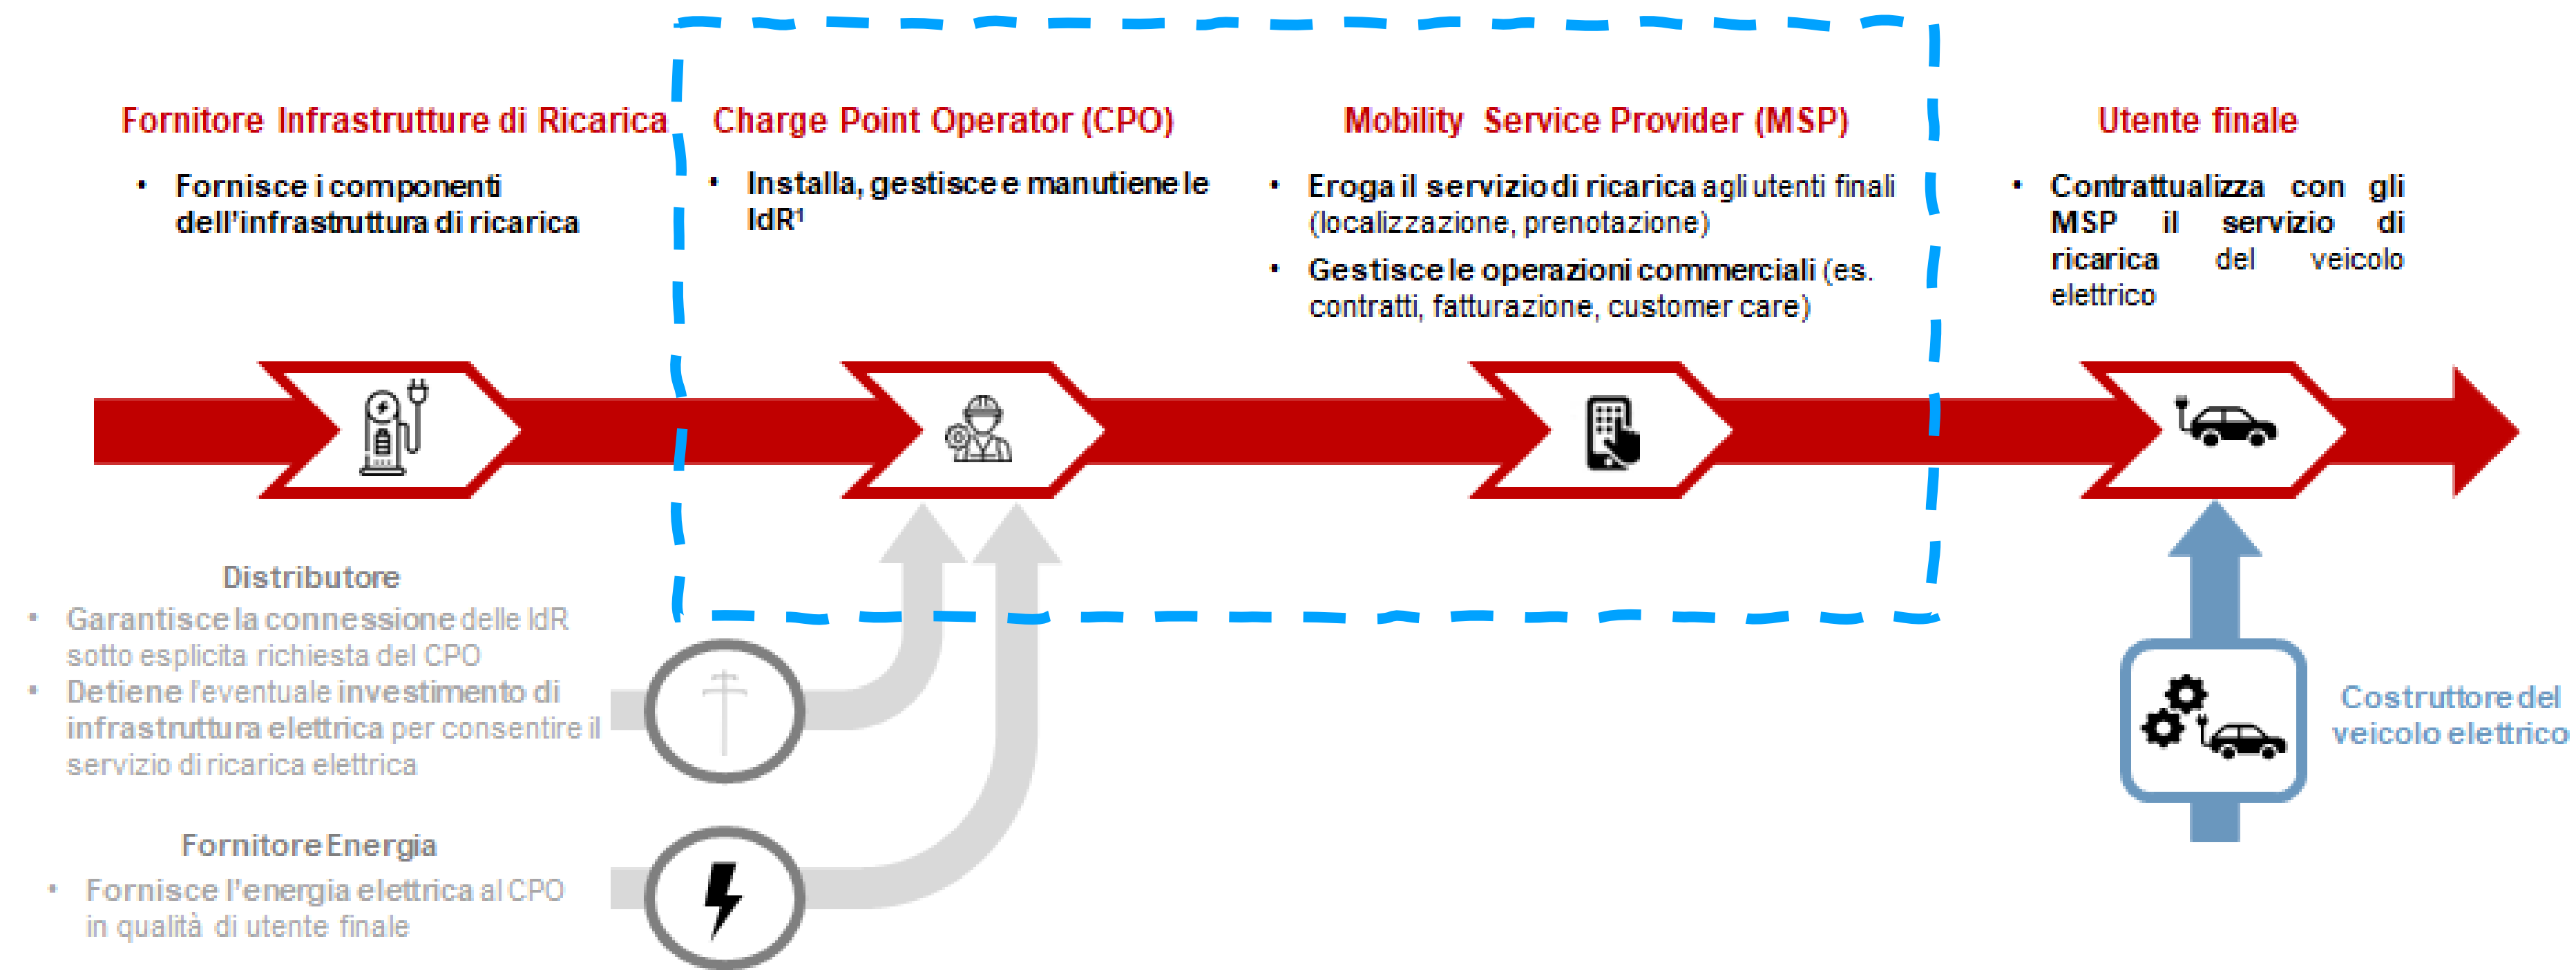 Fornitore Infrastrutture di Ricarica
• Fornisce i componenti
dell'infrastruttura di ricarica
Charge Point Operator (CPO)
• Installa, gestisce e manutiene le
IdR¹
Mobility Service Provider (MSP)
• Eroga il servizio di ricarica agli utenti finali
(localizzazione, prenotazione)
• Gestisce le operazioni commerciali (es.
contratti, fatturazione, customer care)
Utente finale
• Contrattualizza con gli
MSP il servizio di
ricarica del veicolo
elettrico
Distributore
• Garantisce la connessione delle IdR
sotto esplicita richiesta del CPO
• Detiene l'eventuale investimento di
infrastruttura elettrica per consentire il
servizio di ricarica elettrica
Fornitore Energia
• Fornisce l'energia elettrica al CPO
in qualità di utente finale
Costruttore del
veicolo elettrico